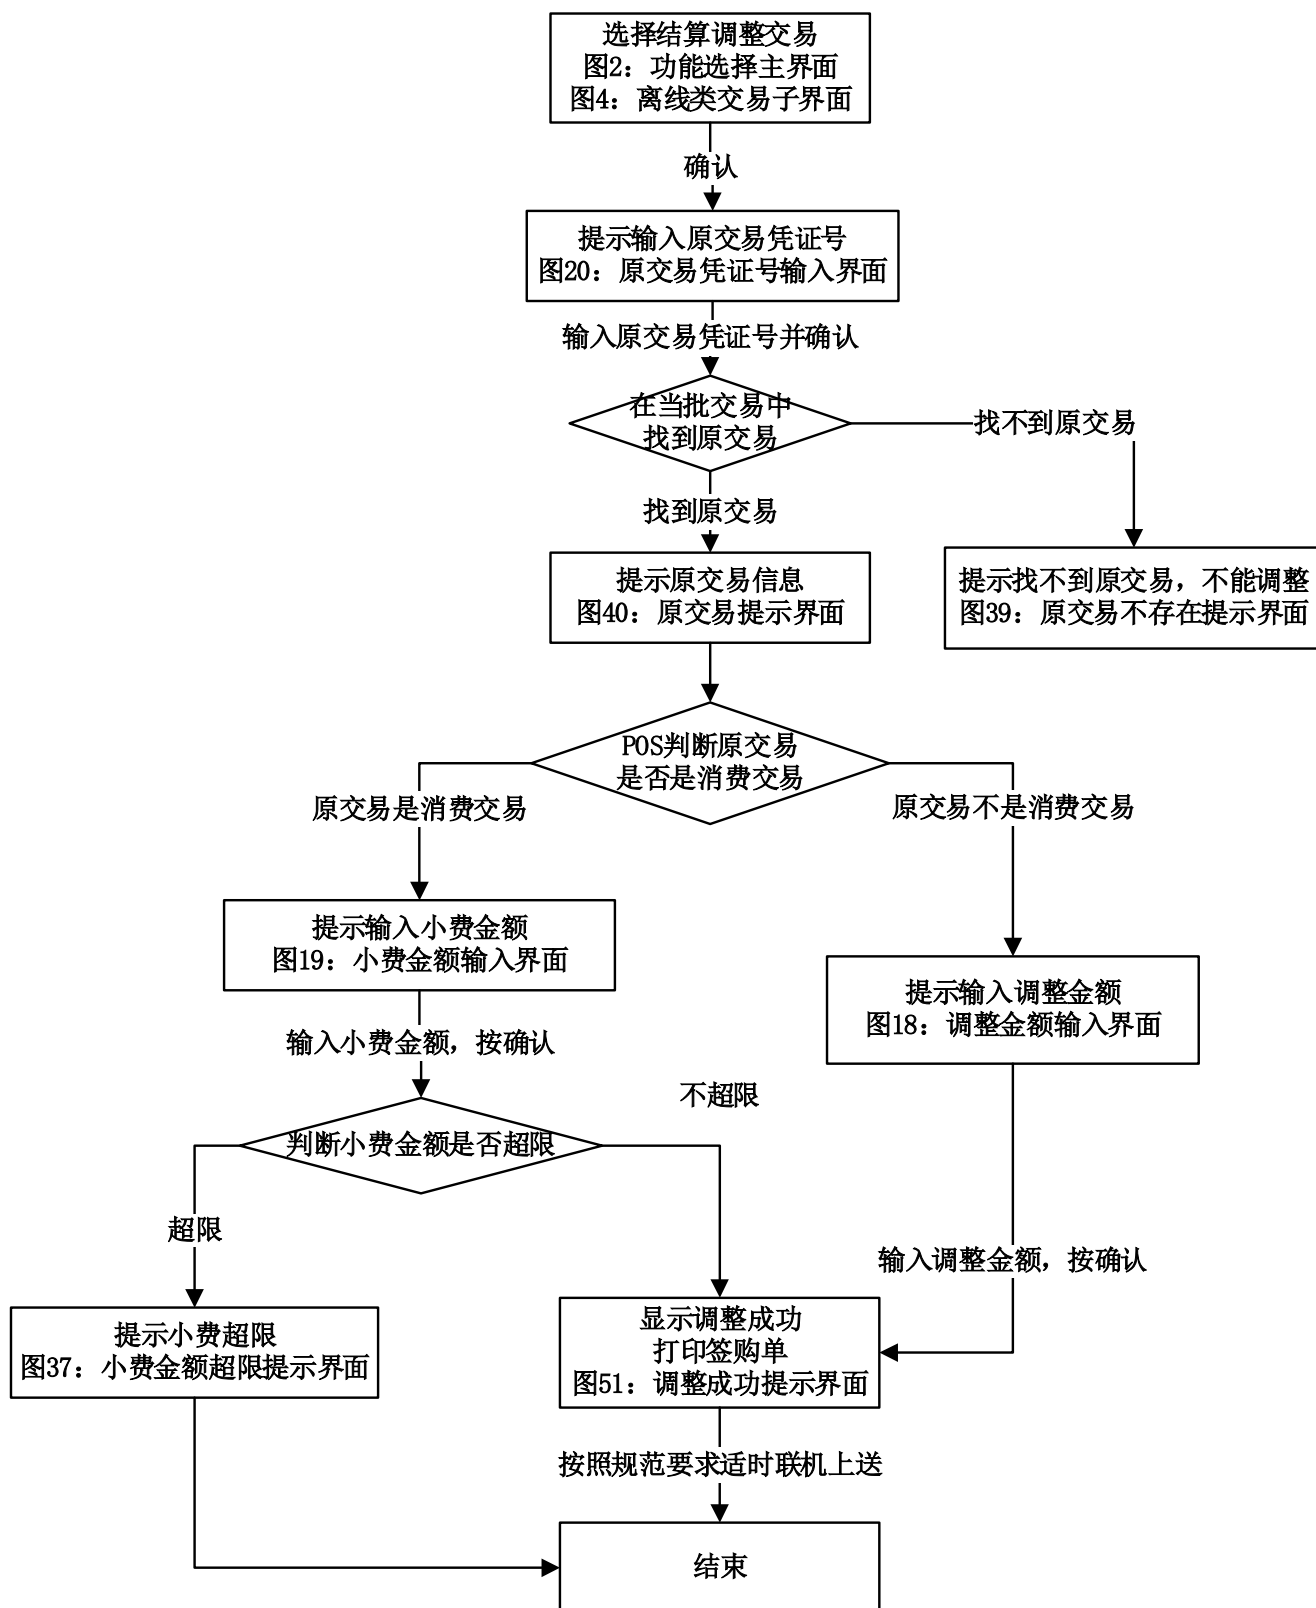 选择结算调整交易
图2：功能选择主界面
图4：离线类交易子界面
确认
提示输入原交易凭证号
图20：原交易凭证号输入界面
输入原交易凭证号并确认
在当批交易中
找到原交易
找不到原交易
找到原交易
提示原交易信息
图40：原交易提示界面
提示找不到原交易，不能调整
图39：原交易不存在提示界面
POS判断原交易
是否是消费交易
原交易是消费交易
原交易不是消费交易
提示输入小费金额
图19：小费金额输入界面
提示输入调整金额
图18：调整金额输入界面
输入小费金额，按确认
不超限
判断小费金额是否超限
超限
输入调整金额，按确认
提示小费超限
图37：小费金额超限提示界面
显示调整成功
打印签购单
图51：调整成功提示界面
按照规范要求适时联机上送
结束